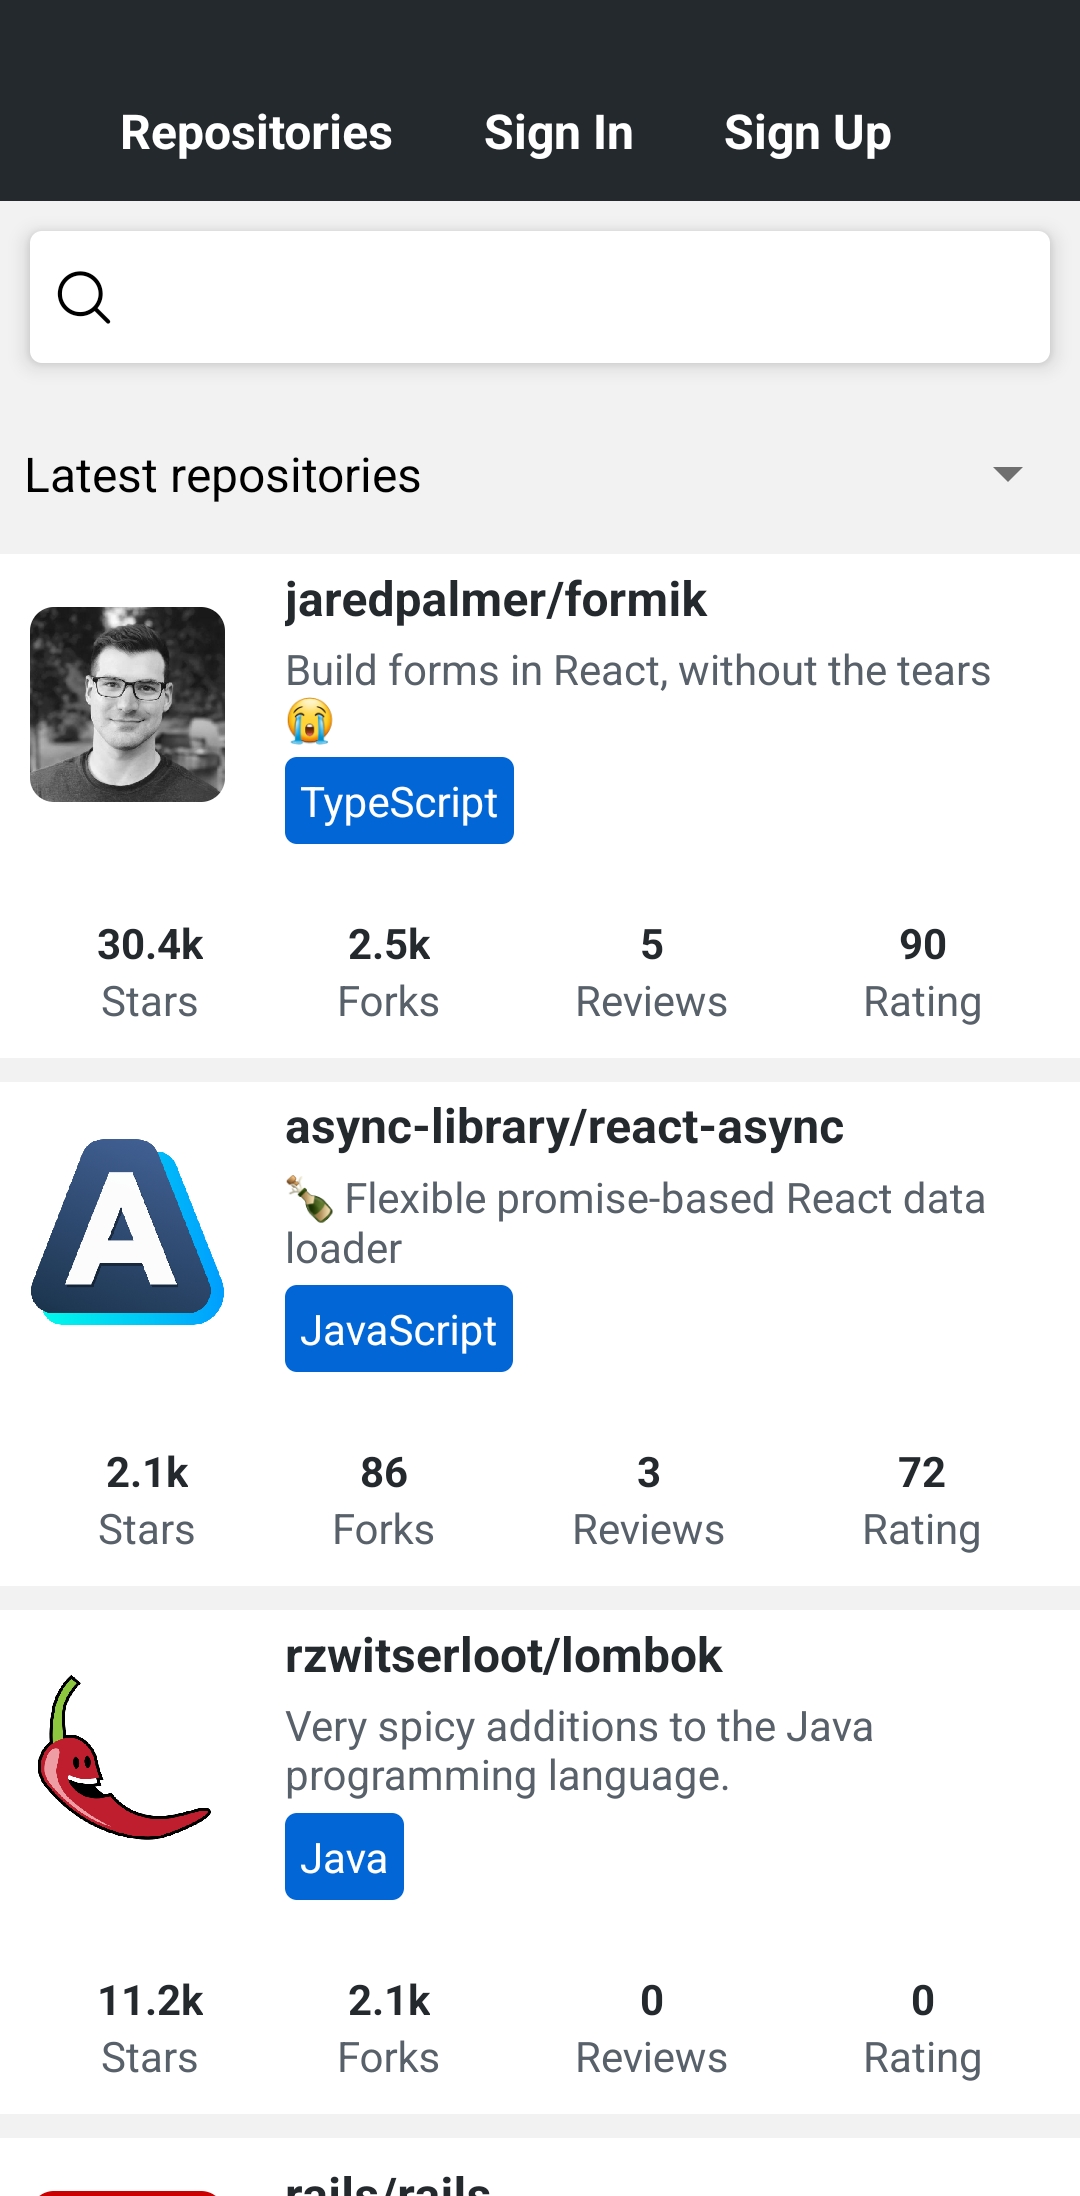 Repositories Sign In Sign Up
Latest repositories
jaredpalmer/formik
Build forms in React, without the tears
😭
TypeScript
30.4k 2.5k 5 90
Stars Forks Reviews Rating
A
async-library/react-async
🍾 Flexible promise-based React data
loader
JavaScript
2.1k 86 3 72
Stars Forks Reviews Rating
rzwitserloot/lombok
Very spicy additions to the Java
programming language.
Java
11.2k 2.1k 0 0
Stars Forks Reviews Rating
rails/rails